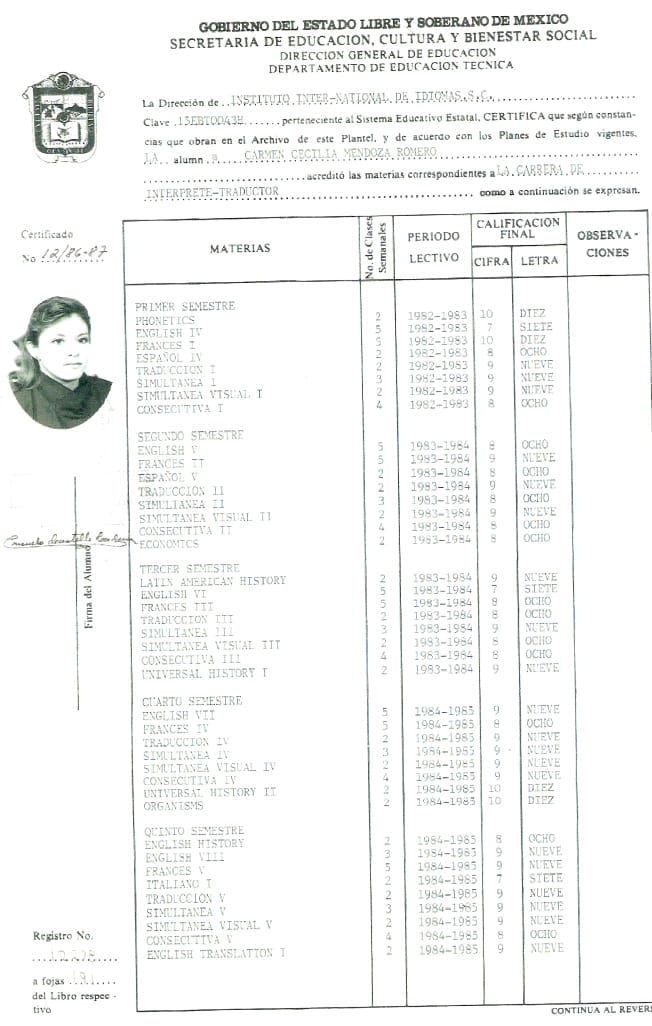 GOBIERNO DEL ESTADO LIBRE Y SOBERANO DE MEXICO
SECRETARIA DE EDUCACION, CULTURA Y BIENESTAR SOCIAL
DIRECCION GENERAL DE EDUCACION
DEPARTAMENTO DE EDUCACION TECNICA
La Dirección de INSTITUTO INTER-NATIONAL DE IDIOMAS, S.C.
Clave 15EBT0043H perteneciente al Sistema Educativo Estatal, CERTIFICA que según constan-
cias que obran en el Archivo de este Plantel, y de acuerdo con los Planes de Estudio vigentes,
LA alumn a CARMEN CECILIA MENDOZA ROMERO
acreditó las materias correspondientes a LA CARRERA DE
INTERPRETE-TRADUCTOR como a continuación se expresan.
Certificado
No 12/86-87
MATERIAS No. de Clases Semanales PERIODO LECTIVO CALIFICACION FINAL CIFRA LETRA OBSERVA-CIONES
PRIMER SEMESTRE
PHONETICS 2 1982-1983 10 DIEZ
ENGLISH IV 5 1982-1983 7 SIETE
FRANCES I 5 1982-1983 10 DIEZ
ESPAÑOL IV 2 1982-1983 8 OCHO
TRADUCCION I 2 1982-1983 9 NUEVE
SIMULTANEA I 3 1982-1983 9 NUEVE
SIMULTANEA VISUAL I 2 1982-1983 9 NUEVE
CONSECUTIVA I 4 1982-1983 8 OCHO
SEGUNDO SEMESTRE
ENGLISH V 5 1983-1984 8 OCHO
FRANCES II 5 1983-1984 9 NUEVE
ESPAÑOL V 2 1983-1984 8 OCHO
TRADUCCION II 2 1983-1984 9 NUEVE
SIMULTANEA II 3 1983-1984 8 OCHO
SIMULTANEA VISUAL II 2 1983-1984 9 NUEVE
CONSECUTIVA II 4 1983-1984 8 OCHO
ECONOMICS 2 1983-1984 8 OCHO
Firma del Alumno
TERCER SEMESTRE
LATIN AMERICAN HISTORY 2 1983-1984 9 NUEVE
ENGLISH VI 5 1983-1984 7 SIETE
FRANCES III 5 1983-1984 8 OCHO
TRADUCCION III 2 1983-1984 8 OCHO
SIMULTANEA III 3 1983-1984 9 NUEVE
SIMULTANEA VISUAL III 2 1983-1984 8 OCHO
CONSECUTIVA III 4 1983-1984 8 OCHO
UNIVERSAL HISTORY I 2 1983-1984 9 NUEVE
CUARTO SEMESTRE
ENGLISH VII 5 1984-1985 9 NUEVE
FRANCES IV 5 1984-1985 8 OCHO
TRADUCCION IV 2 1984-1985 9 NUEVE
SIMULTANEA IV 3 1984-1985 9 NUEVE
SIMULTANEA VISUAL IV 2 1984-1985 9 NUEVE
CONSECUTIVA IV 4 1984-1985 9 NUEVE
UNIVERSAL HISTORY II 2 1984-1985 10 DIEZ
ORGANISMS 2 1984-1985 10 DIEZ
QUINTO SEMESTRE
ENGLISH HISTORY 2 1984-1985 8 OCHO
ENGLISH VIII 3 1984-1985 9 NUEVE
FRANCES V 5 1984-1985 9 NUEVE
ITALIANO I 2 1984-1985 7 SIETE
TRADUCCION V 2 1984-1985 9 NUEVE
SIMULTANEA V 3 1984-1985 9 NUEVE
SIMULTANEA VISUAL V 2 1984-1985 9 NUEVE
CONSECUTIVA V 4 1984-1985 8 OCHO
ENGLISH TRANSLATION I 2 1984-1985 9 NUEVE
Registro No.
a fojas 191
del Libro respec-
tivo
CONTINUA AL REVERS